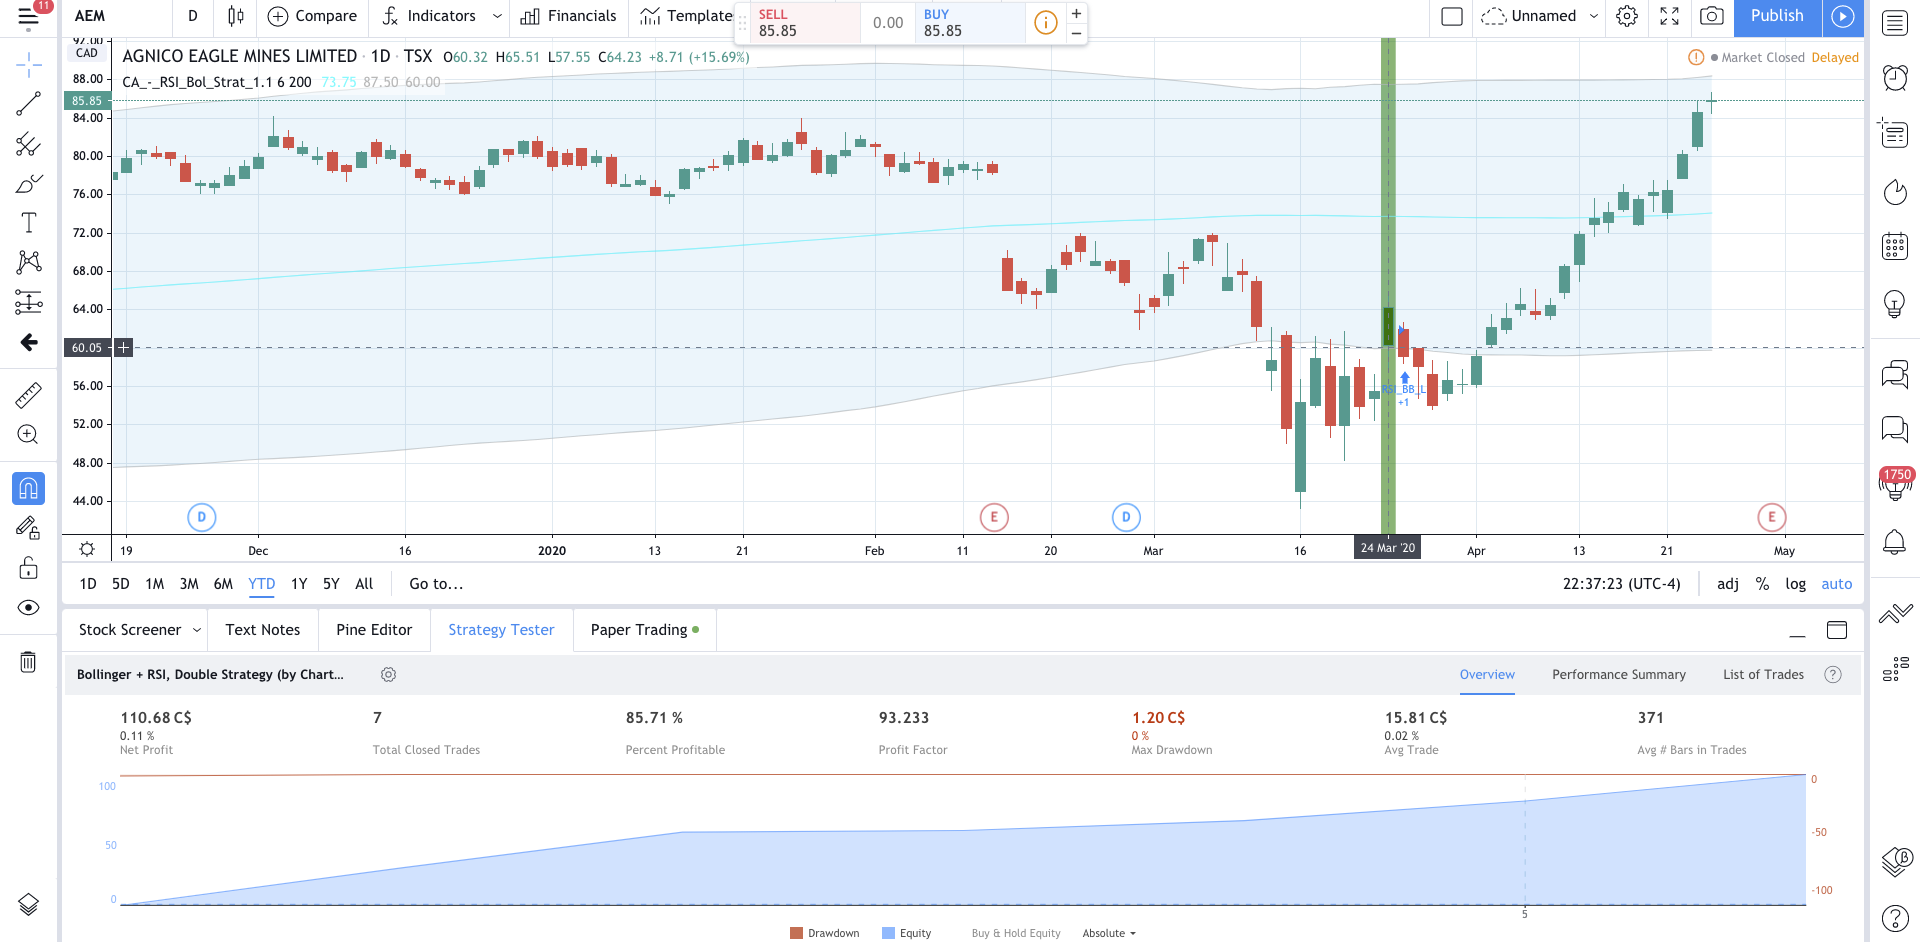 11
AEM
D
Compare
Indicators
Financials
Template
SELL
85.85
0.00
BUY
85.85
Unnamed
Publish
97.00
CAD
AGNICO EAGLE MINES LIMITED · 1D · TSX O60.32 H65.51 L57.55 C64.23 +8.71 (+15.69%)
Market Closed Delayed
CA_-_RSI_Bol_Strat_1.1 6 200 73.75 87.50 60.00
88.00
85.85
84.00
80.00
76.00
72.00
68.00
64.00
60.05
56.00
52.00
48.00
44.00
RSI_BB_L
+1
D
E
D
E
19 Dec 16 2020 13 21 Feb 11 20 Mar 16 24 Mar '20 Apr 13 21 May
1D 5D 1M 3M 6M YTD 1Y 5Y All Go to...
22:37:23 (UTC-4) adj % log auto
1750
Stock Screener Text Notes Pine Editor Strategy Tester Paper Trading
Bollinger + RSI, Double Strategy (by Chart...
Overview Performance Summary List of Trades ?
110.68 C$ 7 85.71 % 93.233 1.20 C$ 15.81 C$ 371
0.11 % 0 % 0.02 %
Net Profit Total Closed Trades Percent Profitable Profit Factor Max Drawdown Avg Trade Avg # Bars in Trades
100
50
0
0
-50
-100
5
Drawdown Equity Buy & Hold Equity Absolute
β
?